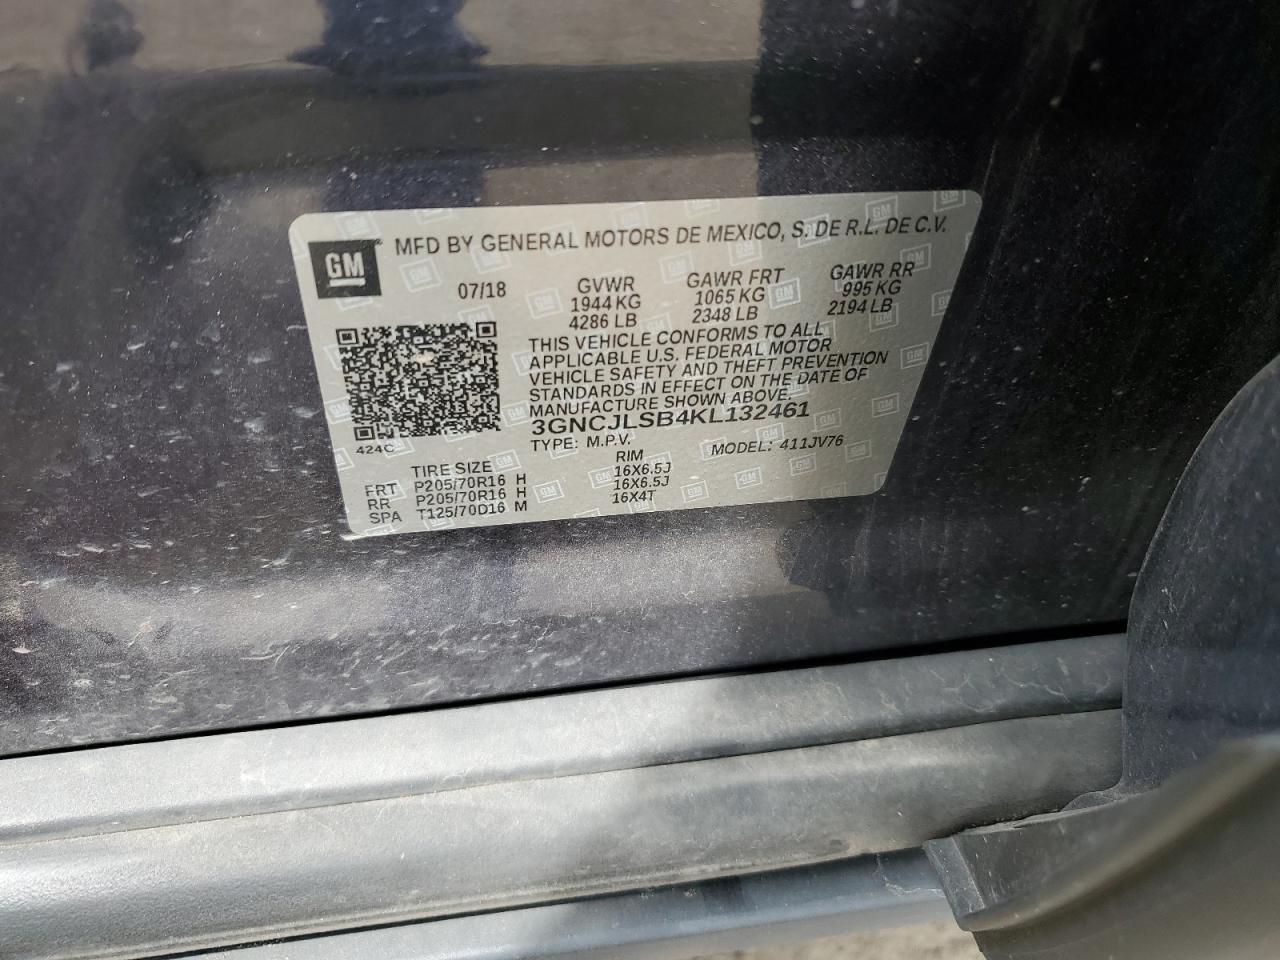 GM
MFD BY GENERAL MOTORS DE MEXICO, S. DE R.L. DE C.V.
07/18 GVWR GAWR FRT GAWR RR
1944 KG 1065 KG 995 KG
4286 LB 2348 LB 2194 LB
THIS VEHICLE CONFORMS TO ALL
APPLICABLE U.S. FEDERAL MOTOR
VEHICLE SAFETY AND THEFT PREVENTION
STANDARDS IN EFFECT ON THE DATE OF
MANUFACTURE SHOWN ABOVE.
3GNCJLSB4KL132461
424C TYPE: M.P.V. MODEL: 411JV76
TIRE SIZE RIM
FRT P205/70R16 H 16X6.5J
RR P205/70R16 H 16X6.5J
SPA T125/70D16 M 16X4T